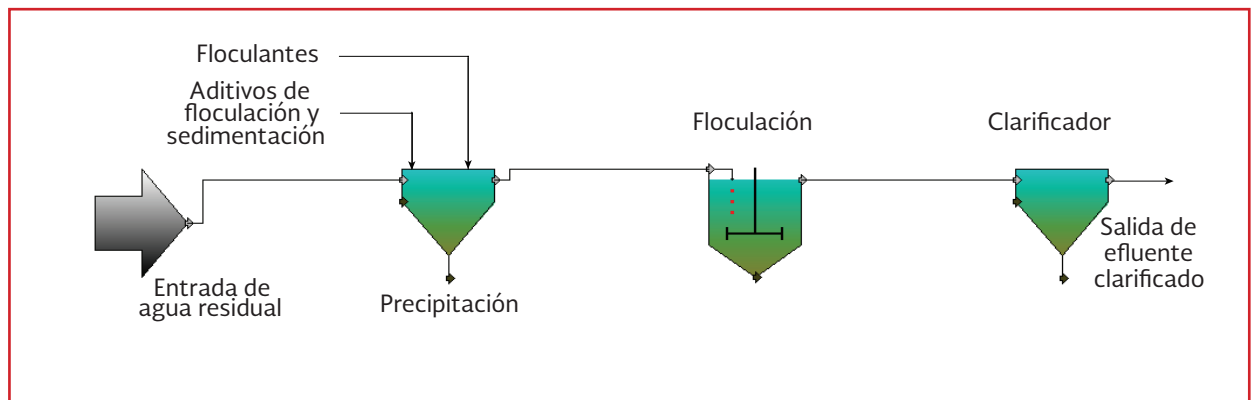 Floculantes
Aditivos de
floculación y
sedimentación
Floculación
Clarificador
Entrada de
agua residual
Precipitación
Salida de
efluente
clarificado